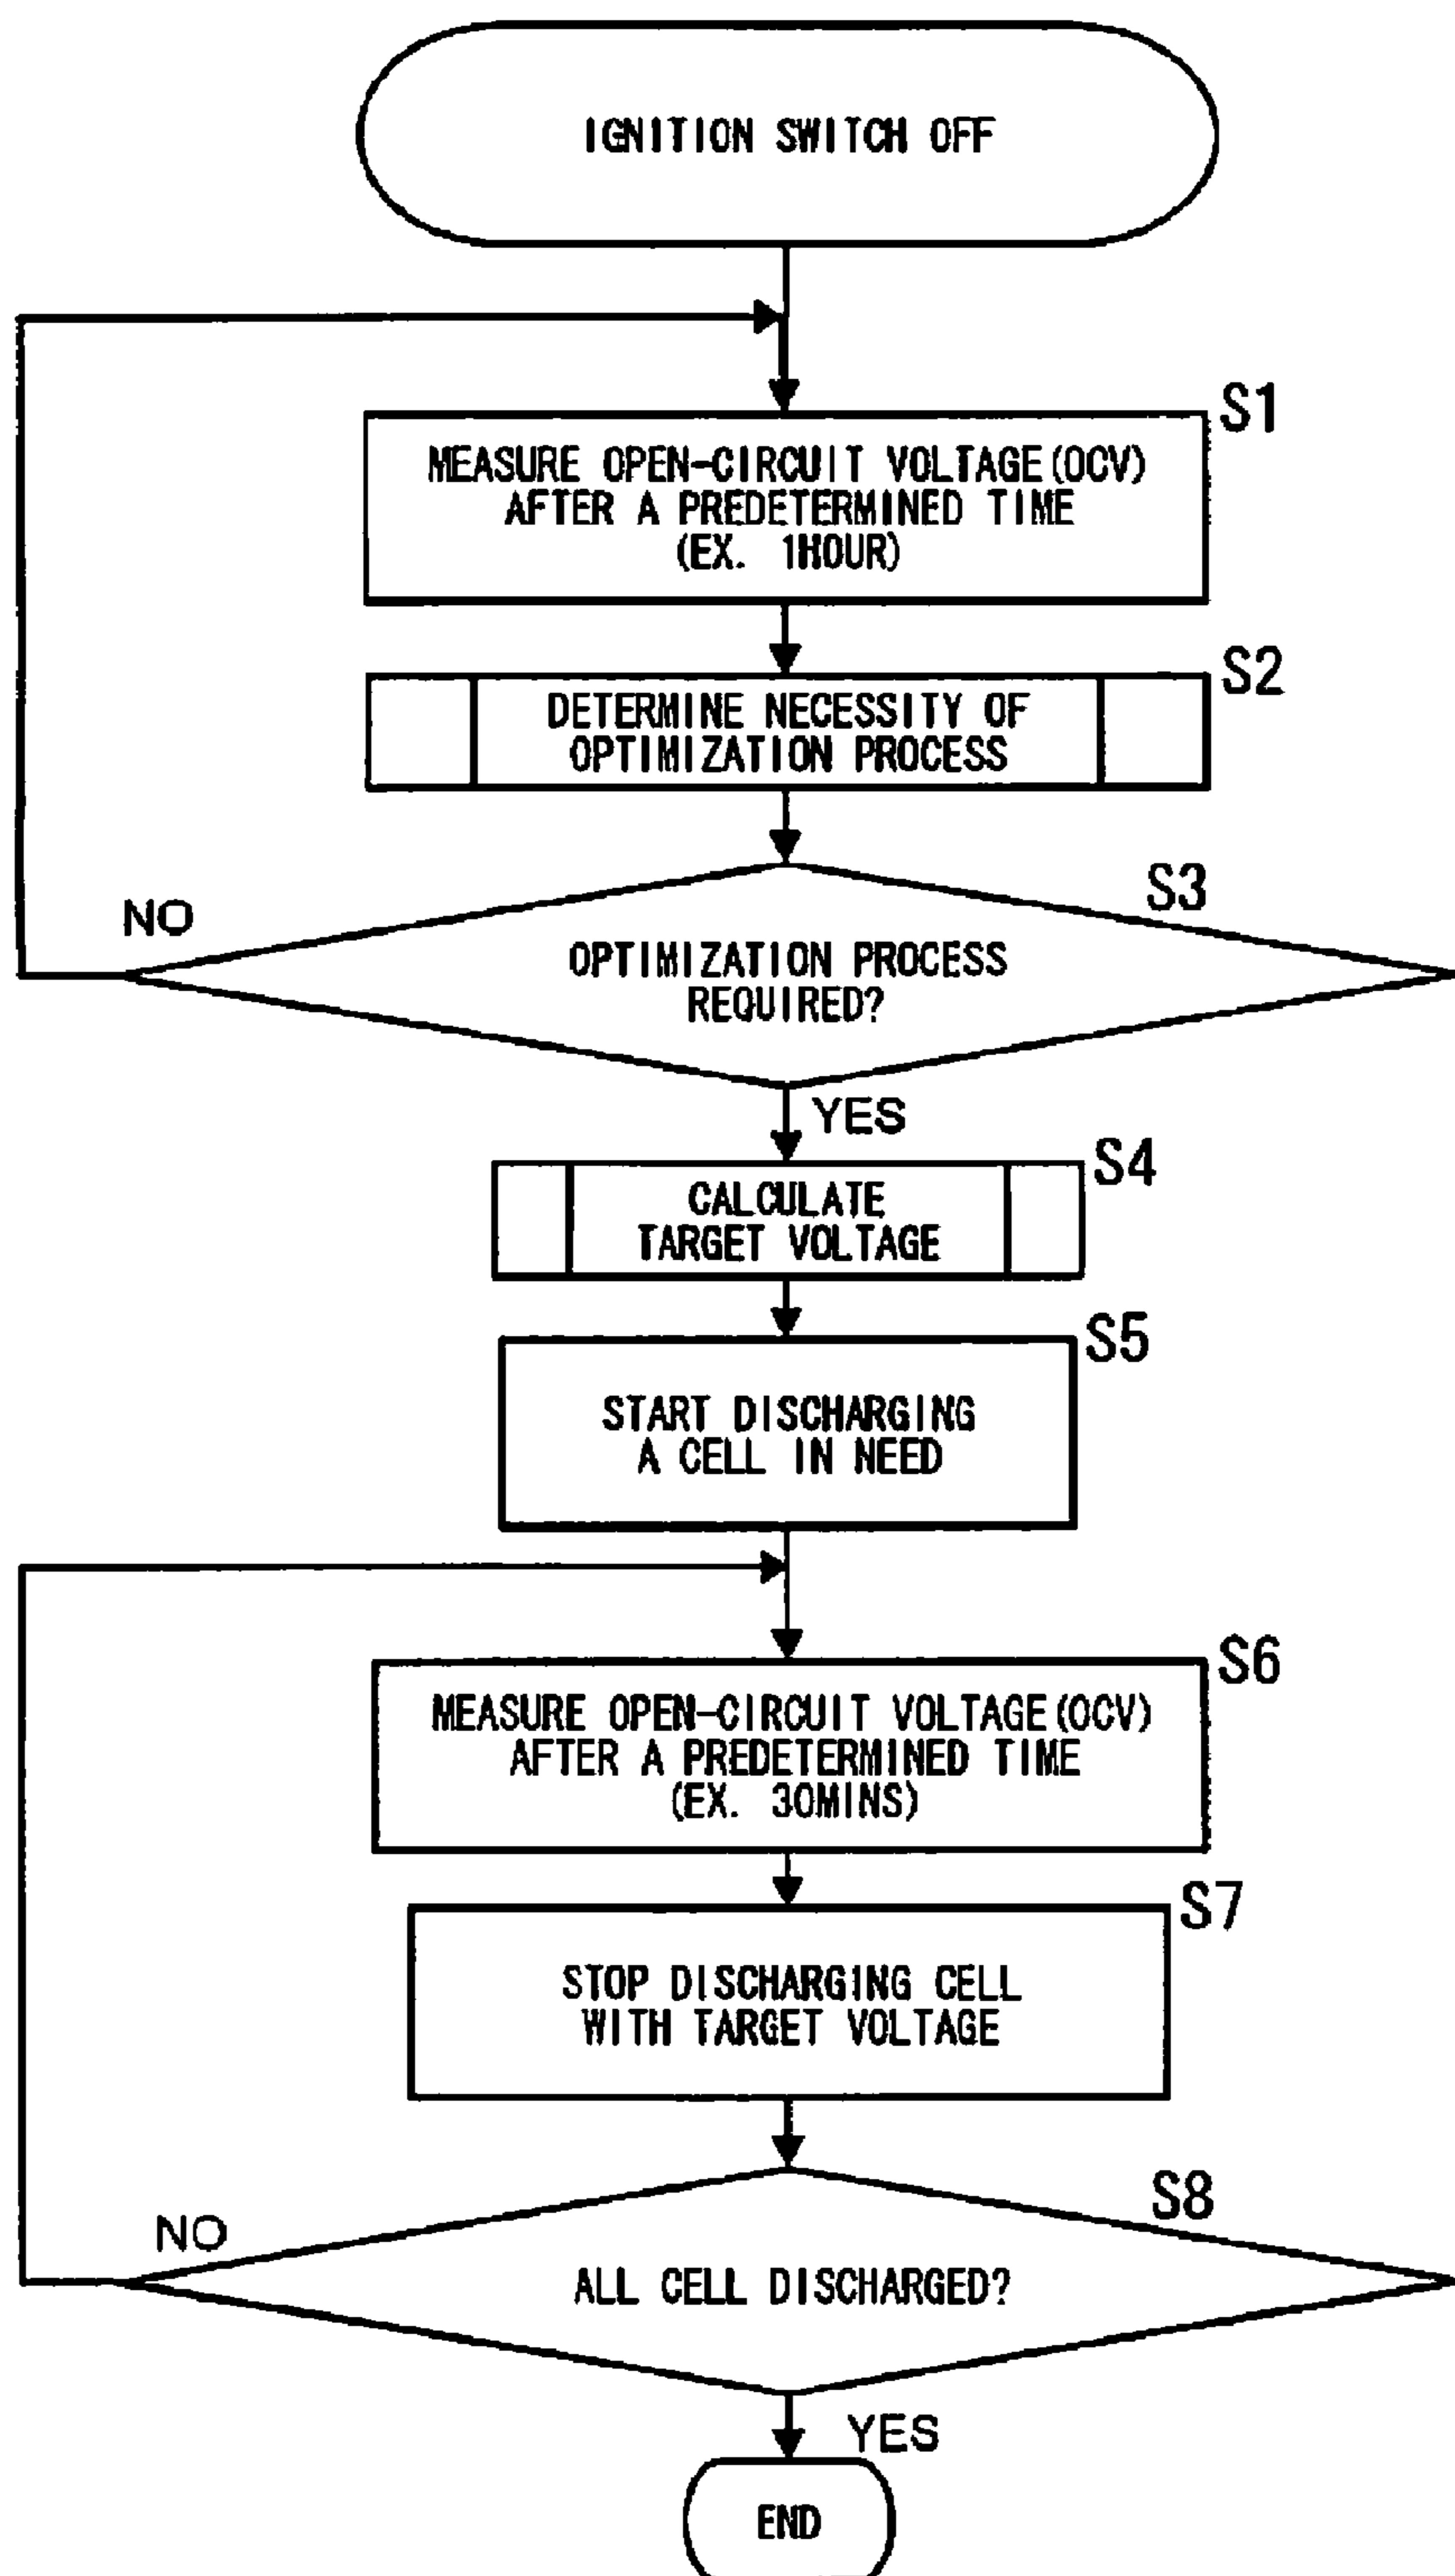 IGNITION SWITCH OFF
S1
MEASURE OPEN-CIRCUIT VOLTAGE(OCV)
AFTER A PREDETERMINED TIME
(EX. 1HOUR)
S2
DETERMINE NECESSITY OF
OPTIMIZATION PROCESS
S3
NO
OPTIMIZATION PROCESS
REQUIRED?
YES
S4
CALCULATE
TARGET VOLTAGE
S5
START DISCHARGING
A CELL IN NEED
S6
MEASURE OPEN-CIRCUIT VOLTAGE(OCV)
AFTER A PREDETERMINED TIME
(EX. 30MINS)
S7
STOP DISCHARGING CELL
WITH TARGET VOLTAGE
S8
NO
ALL CELL DISCHARGED?
YES
END